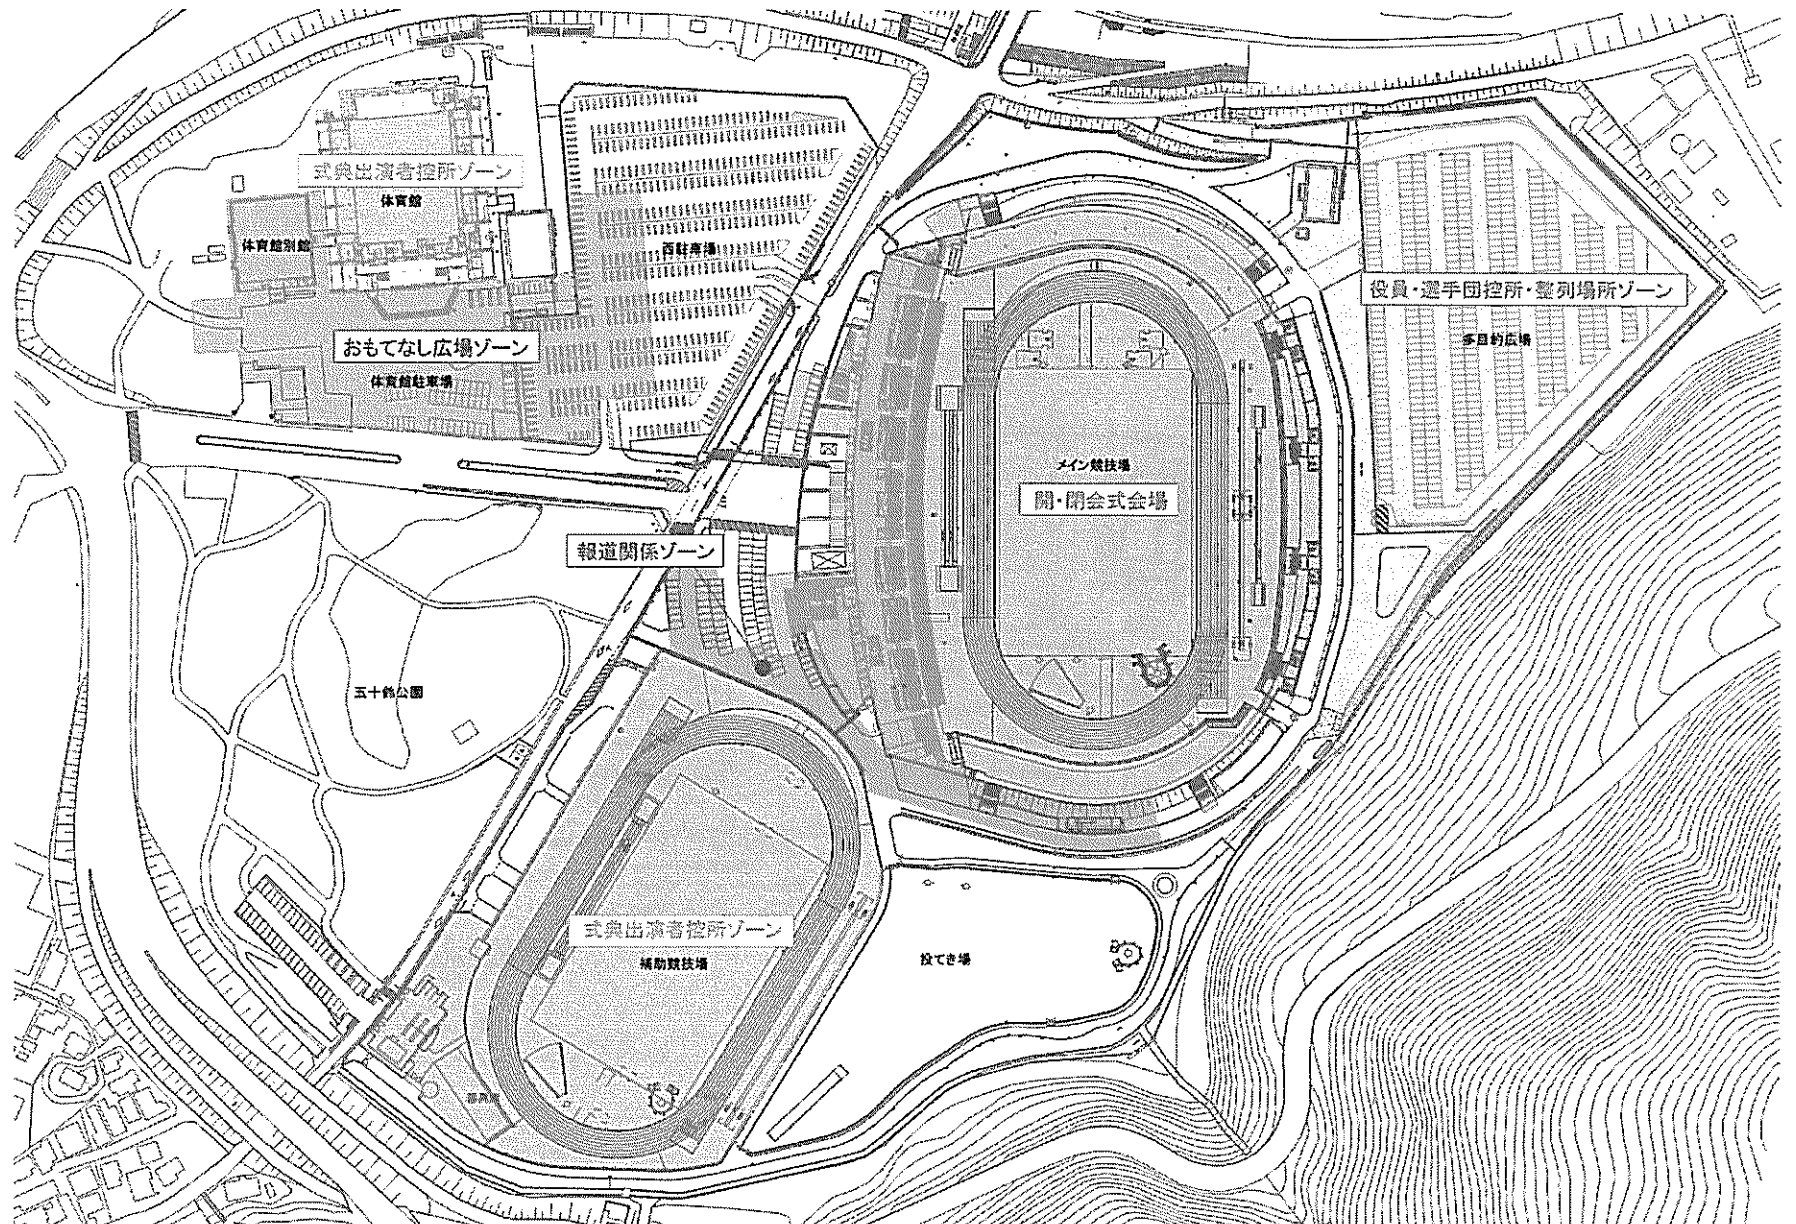 式典出演者控所ゾーン
体育館
体育館別館
西駐車場
役員・選手団控所・整列場所ゾーン
おもてなし広場ゾーン
多目的広場
体育館駐車場
メイン競技場
開・閉会式会場
報道関係ゾーン
五十鈴公園
式典出演者控所ゾーン
補助競技場
投てき場